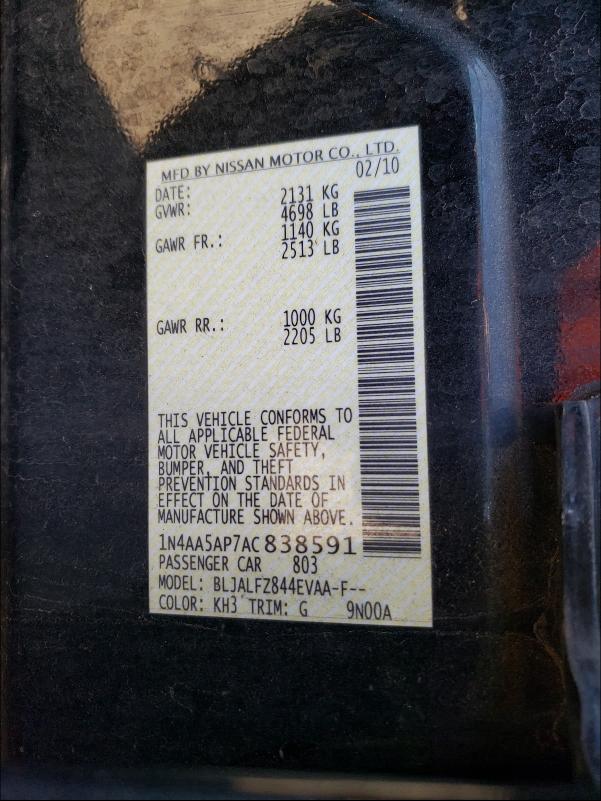 MFD BY NISSAN MOTOR CO., LTD.
DATE: 02/10
GVWR: 2131 KG
4698 LB
GAWR FR.: 1140 KG
2513 LB
GAWR RR.: 1000 KG
2205 LB
THIS VEHICLE CONFORMS TO
ALL APPLICABLE FEDERAL
MOTOR VEHICLE SAFETY,
BUMPER, AND THEFT
PREVENTION STANDARDS IN
EFFECT ON THE DATE OF
MANUFACTURE SHOWN ABOVE.
1N4AA5AP7AC838591
PASSENGER CAR 803
MODEL: BLJALFZ844EVAA-F--
COLOR: KH3 TRIM: G 9N00A